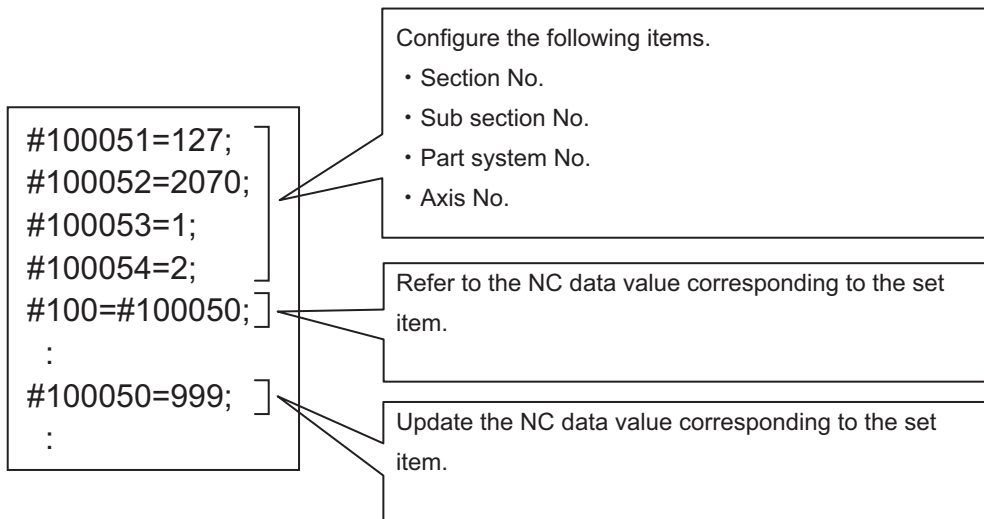 Configure the following items.
・Section No.
・Sub section No.
・Part system No.
・Axis No.
#100051=127;
#100052=2070;
#100053=1;
#100054=2;
#100=#100050;
:
#100050=999;
:
Refer to the NC data value corresponding to the set
item.
Update the NC data value corresponding to the set
item.